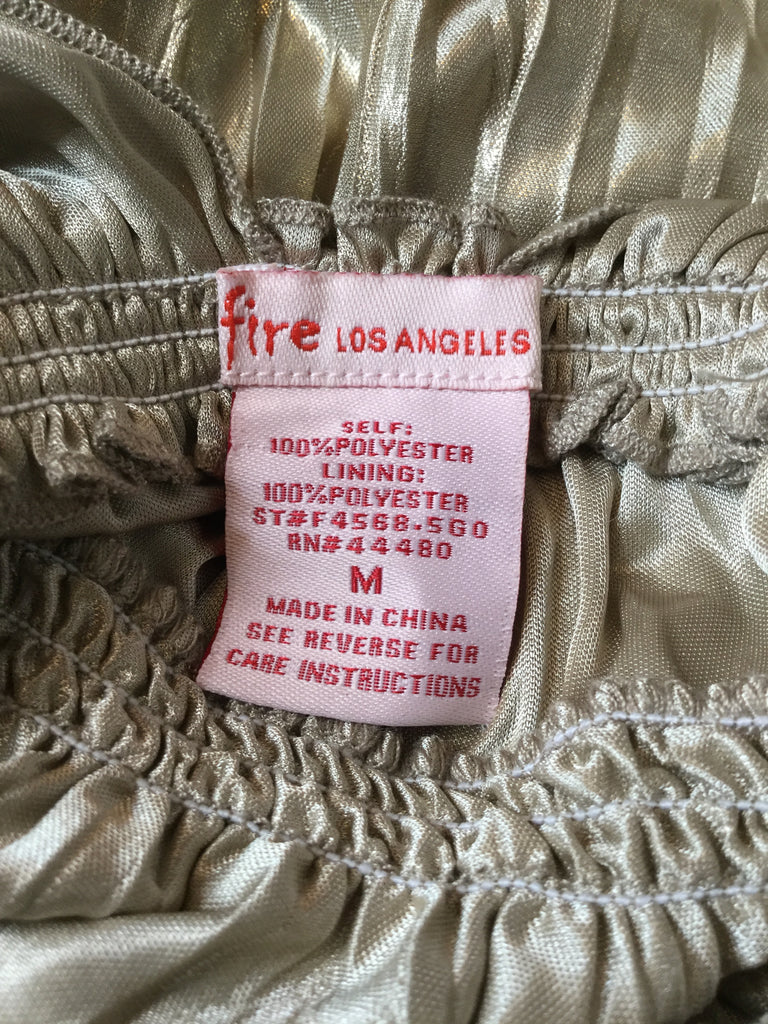 fire LOS ANGELES
SELF:
100%POLYESTER
LINING:
100%POLYESTER
ST#F4568-5G0
RN#44480
M
MADE IN CHINA
SEE REVERSE FOR
CARE INSTRUCTIONS